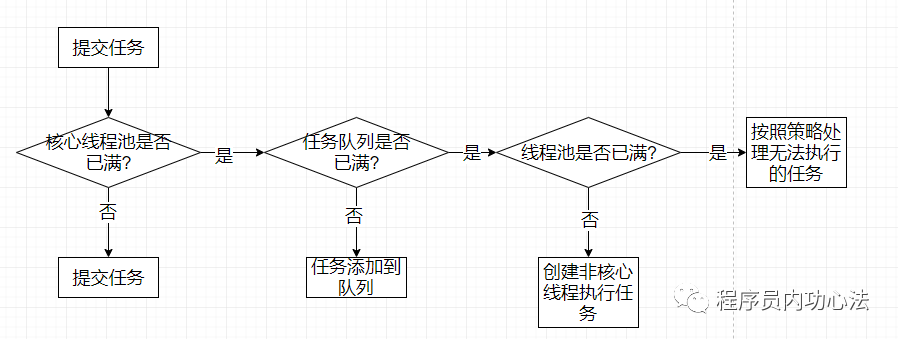 提交任务
核心线程池是否
已满?
是
任务队列是否
已满?
是
线程池是否已满?
是
按照策略处
理无法执行
的任务
否
否
否
提交任务
任务添加到
队列
创建非核心
线程执行任
务
程序员内功心法